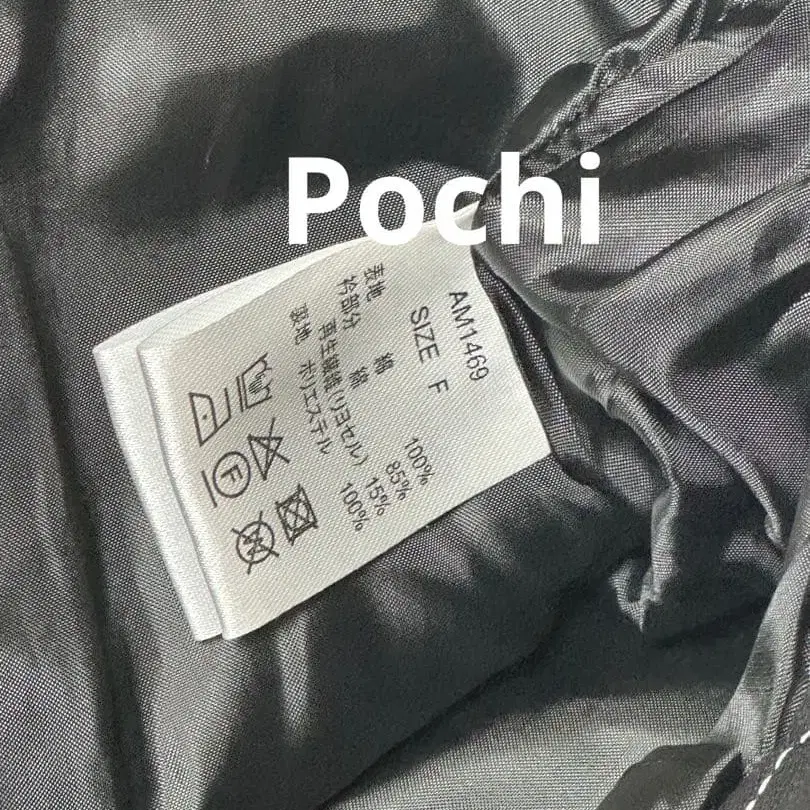 Pochi
AM1469
SIZE F
表地 綿 100%
衿部分 綿 85%
再生繊維(リヨセル) 15%
裏地 ポリエステル 100%
F
W